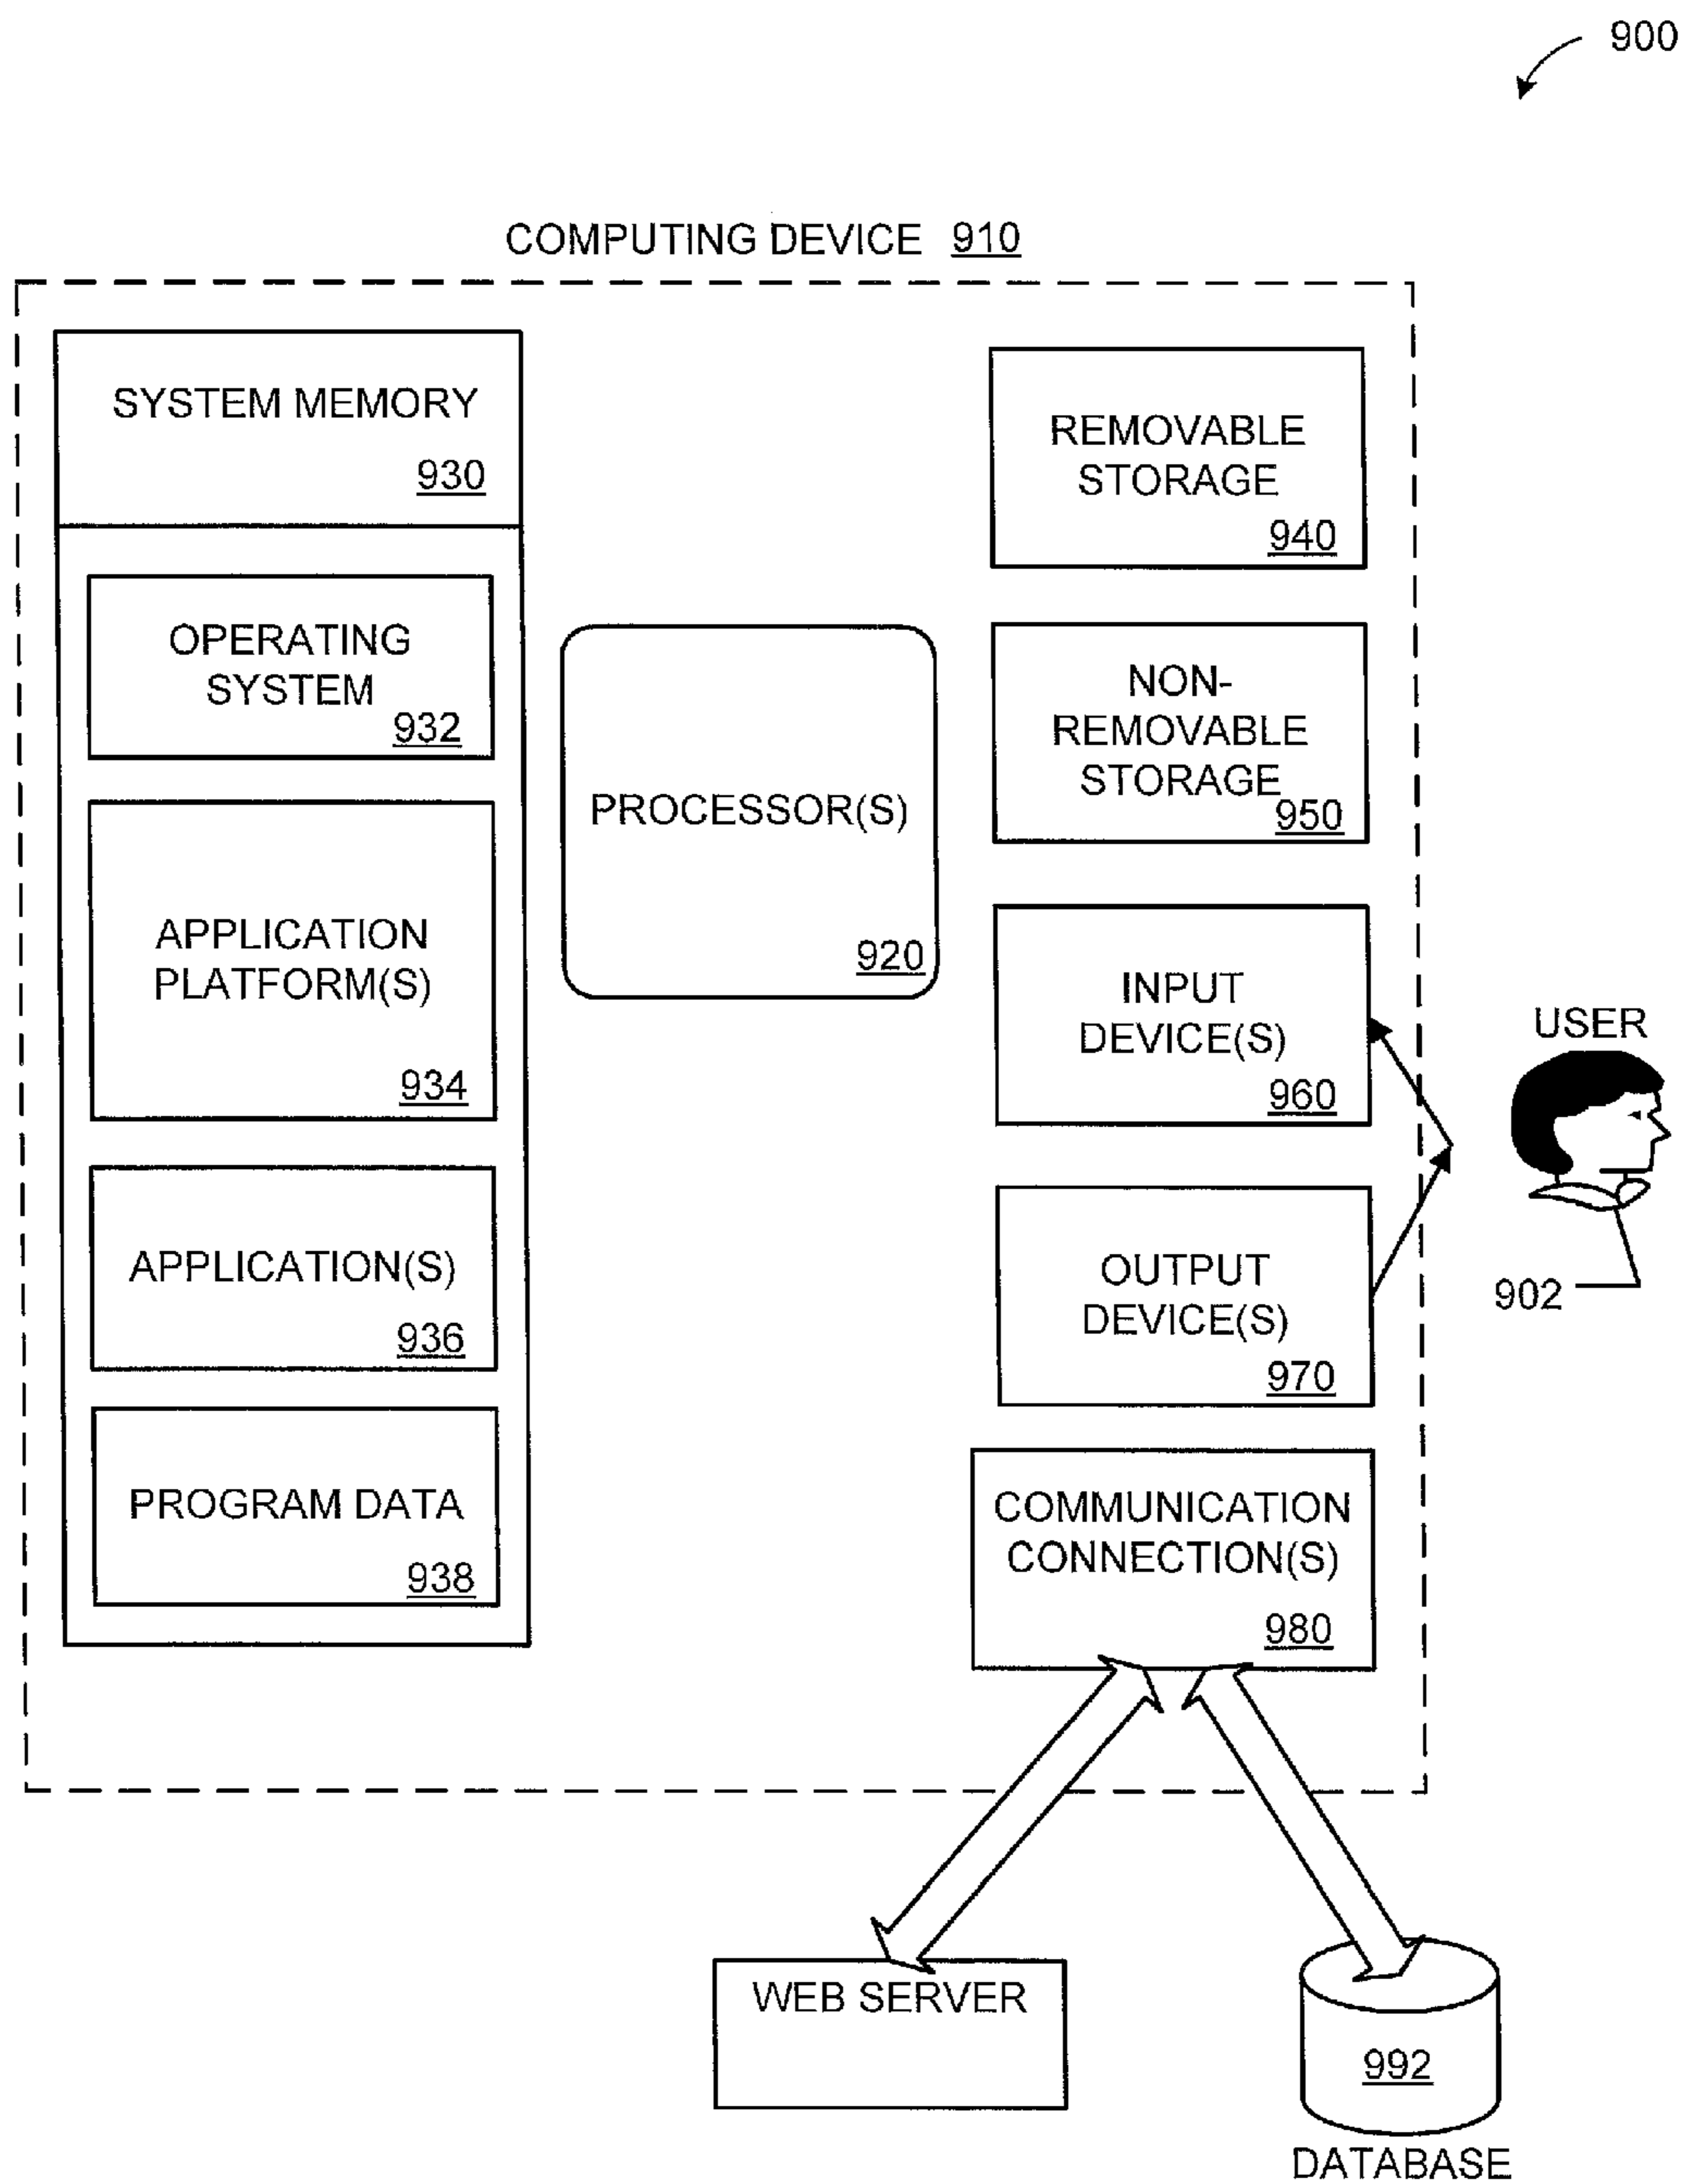 900
COMPUTING DEVICE 910
SYSTEM MEMORY
930
OPERATING
SYSTEM
932
APPLICATION
PLATFORM(S)
934
APPLICATION(S)
936
PROGRAM DATA
938
PROCESSOR(S)
920
REMOVABLE
STORAGE
940
NON-
REMOVABLE
STORAGE
950
INPUT
DEVICE(S)
960
OUTPUT
DEVICE(S)
970
COMMUNICATION
CONNECTION(S)
980
USER
902
WEB SERVER
992
DATABASE